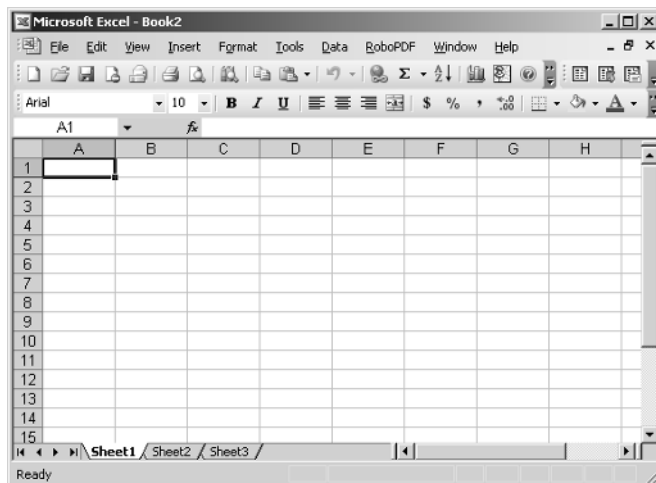 Microsoft Excel - Book2
File Edit View Insert Format Tools Data RoboPDF Window Help
Arial 10 B I U $ % , .00
A1 fx
A B C D E F G H
1
2
3
4
5
6
7
8
9
10
11
12
13
14
15
Sheet1 Sheet2 Sheet3
Ready